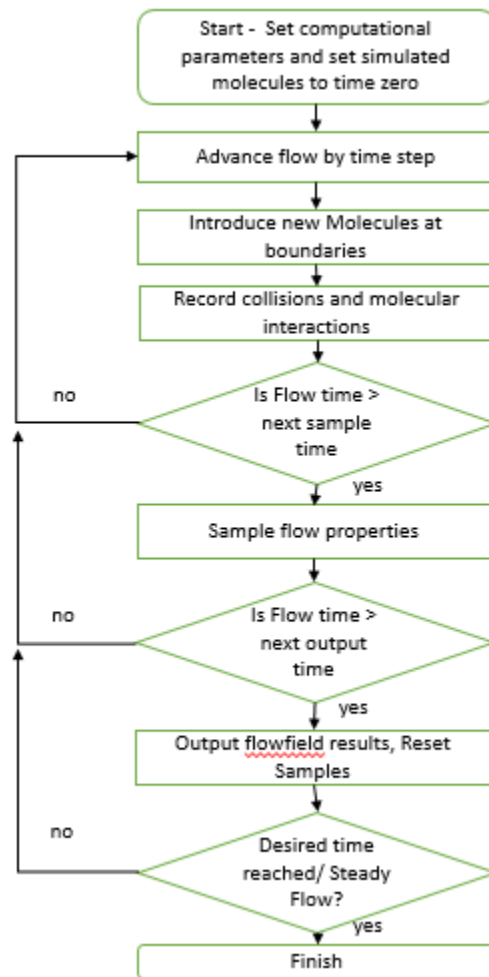 Start -  Set computational
parameters and set simulated
molecules to time zero
Advance flow by time step
Introduce new Molecules at
boundaries
Record collisions and molecular
interactions
no
Is Flow time >
next sample
time
yes
Sample flow properties
no
Is Flow time >
next output
time
yes
Output flowfield results, Reset
Samples
no
Desired time
reached/ Steady
Flow?
yes
Finish